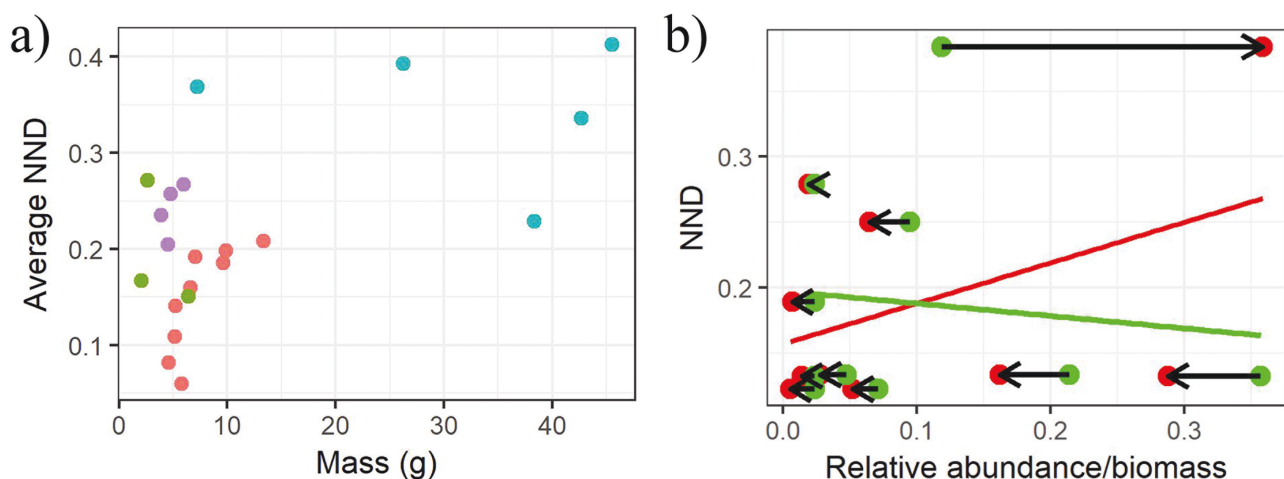 a)
Average NND
0.4
0.3
0.2
0.1
0 10 20 30 40
Mass (g)
b)
NND
0.3
0.2
0.0 0.1 0.2 0.3
Relative abundance/biomass